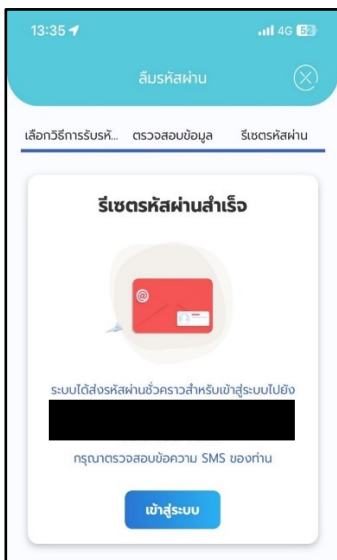 13:35
4G 52
ลืมรหัสผ่าน
เลือกวิธีการรับรหั... ตรวจสอบข้อมูล รีเซตรหัสผ่าน
รีเซตรหัสผ่านสำเร็จ
@
ระบบได้ส่งรหัสผ่านชั่วคราวสำหรับเข้าสู่ระบบไปยัง
กรุณาตรวจสอบข้อความ SMS ของท่าน
เข้าสู่ระบบ